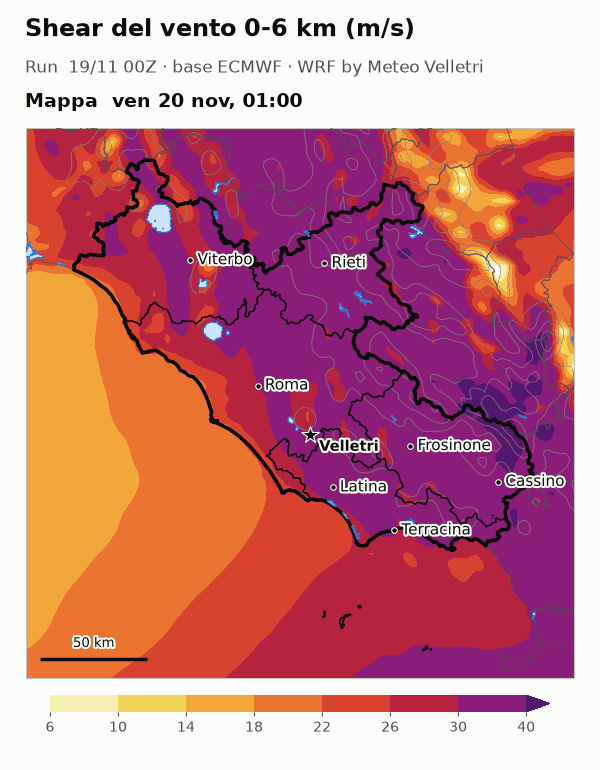 Shear del vento 0-6 km (m/s)
Run  19/11 00Z · base ECMWF · WRF by Meteo Velletri
Mappa  ven 20 nov, 01:00
Viterbo
Rieti
Roma
Velletri
Frosinone
Cassino
Latina
Terracina
50 km
6 10 14 18 22 26 30 40